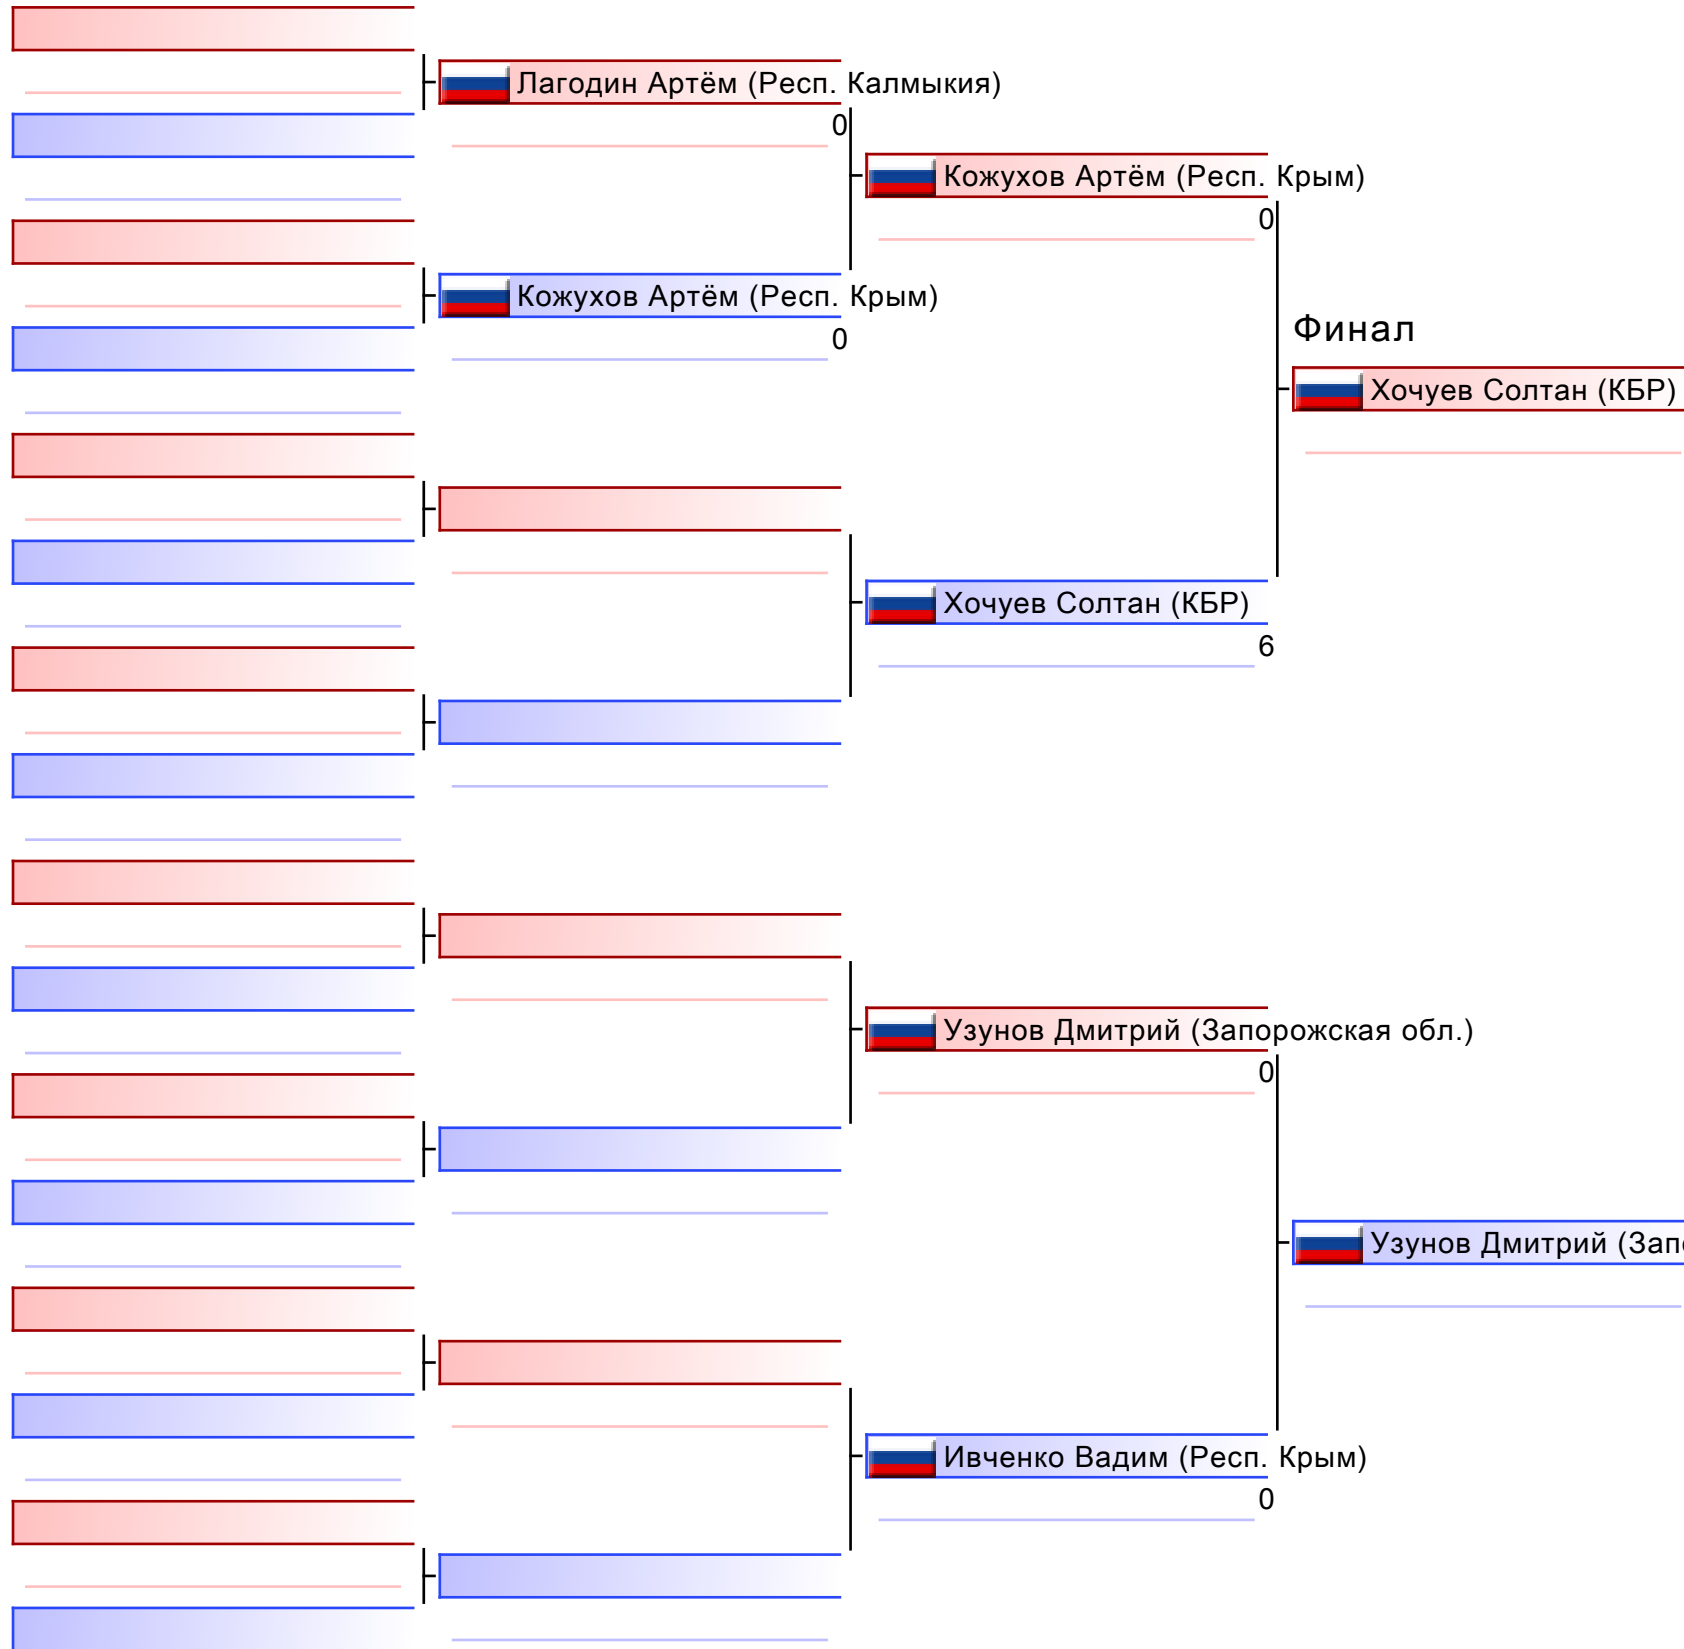 Лагодин Артём (Респ. Калмыкия)
0
Кожухов Артём (Респ. Крым)
0
Кожухов Артём (Респ. Крым)
0
Финал
Хочуев Солтан (КБР)
Хочуев Солтан (КБР)
6
Узунов Дмитрий (Запорожская обл.)
0
Узунов Дмитрий (Зап
Ивченко Вадим (Респ. Крым)
0